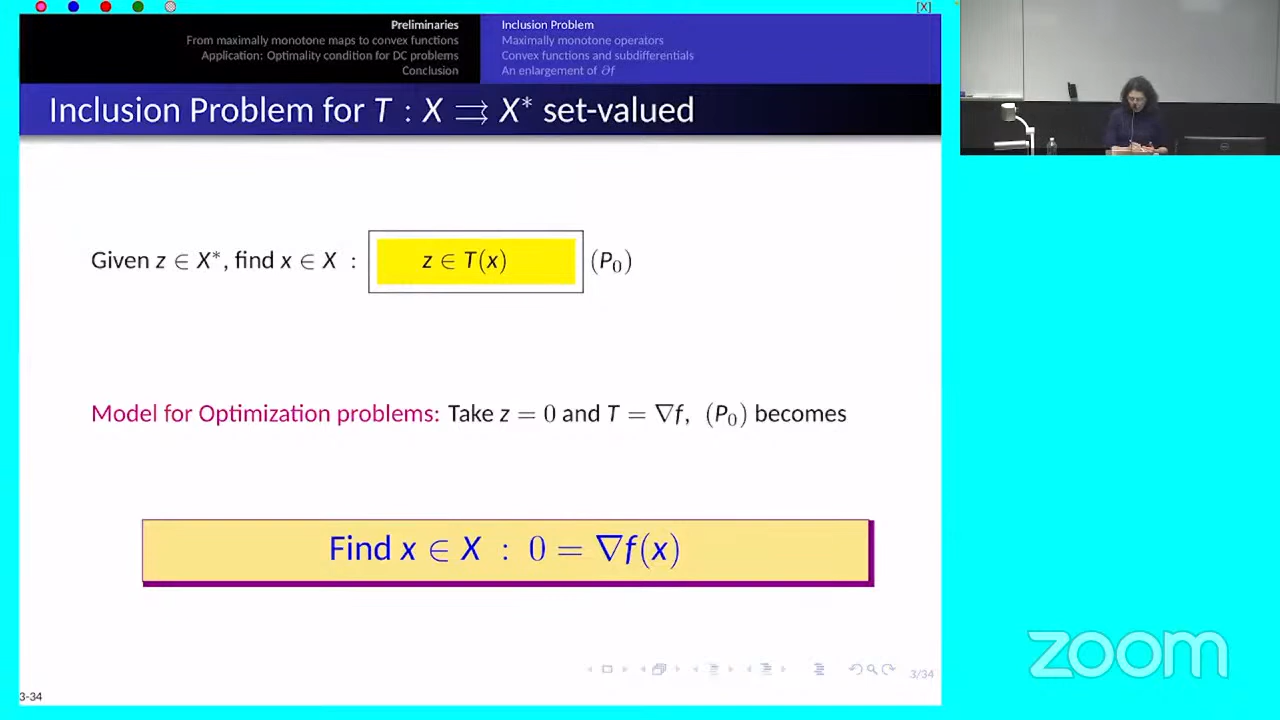 [X]
Preliminaries
From maximally monotone maps to convex functions
Application: Optimality condition for DC problems
Conclusion
Inclusion Problem
Maximally monotone operators
Convex functions and subdifferentials
An enlargement of ∂f
Inclusion Problem for T : X ⇉ X* set-valued
Given z ∈ X*, find x ∈ X : z ∈ T(x) (P₀)
Model for Optimization problems: Take z = 0 and T = ∇f, (P₀) becomes
Find x ∈ X : 0 = ∇f(x)
3/34
3-34
zoom